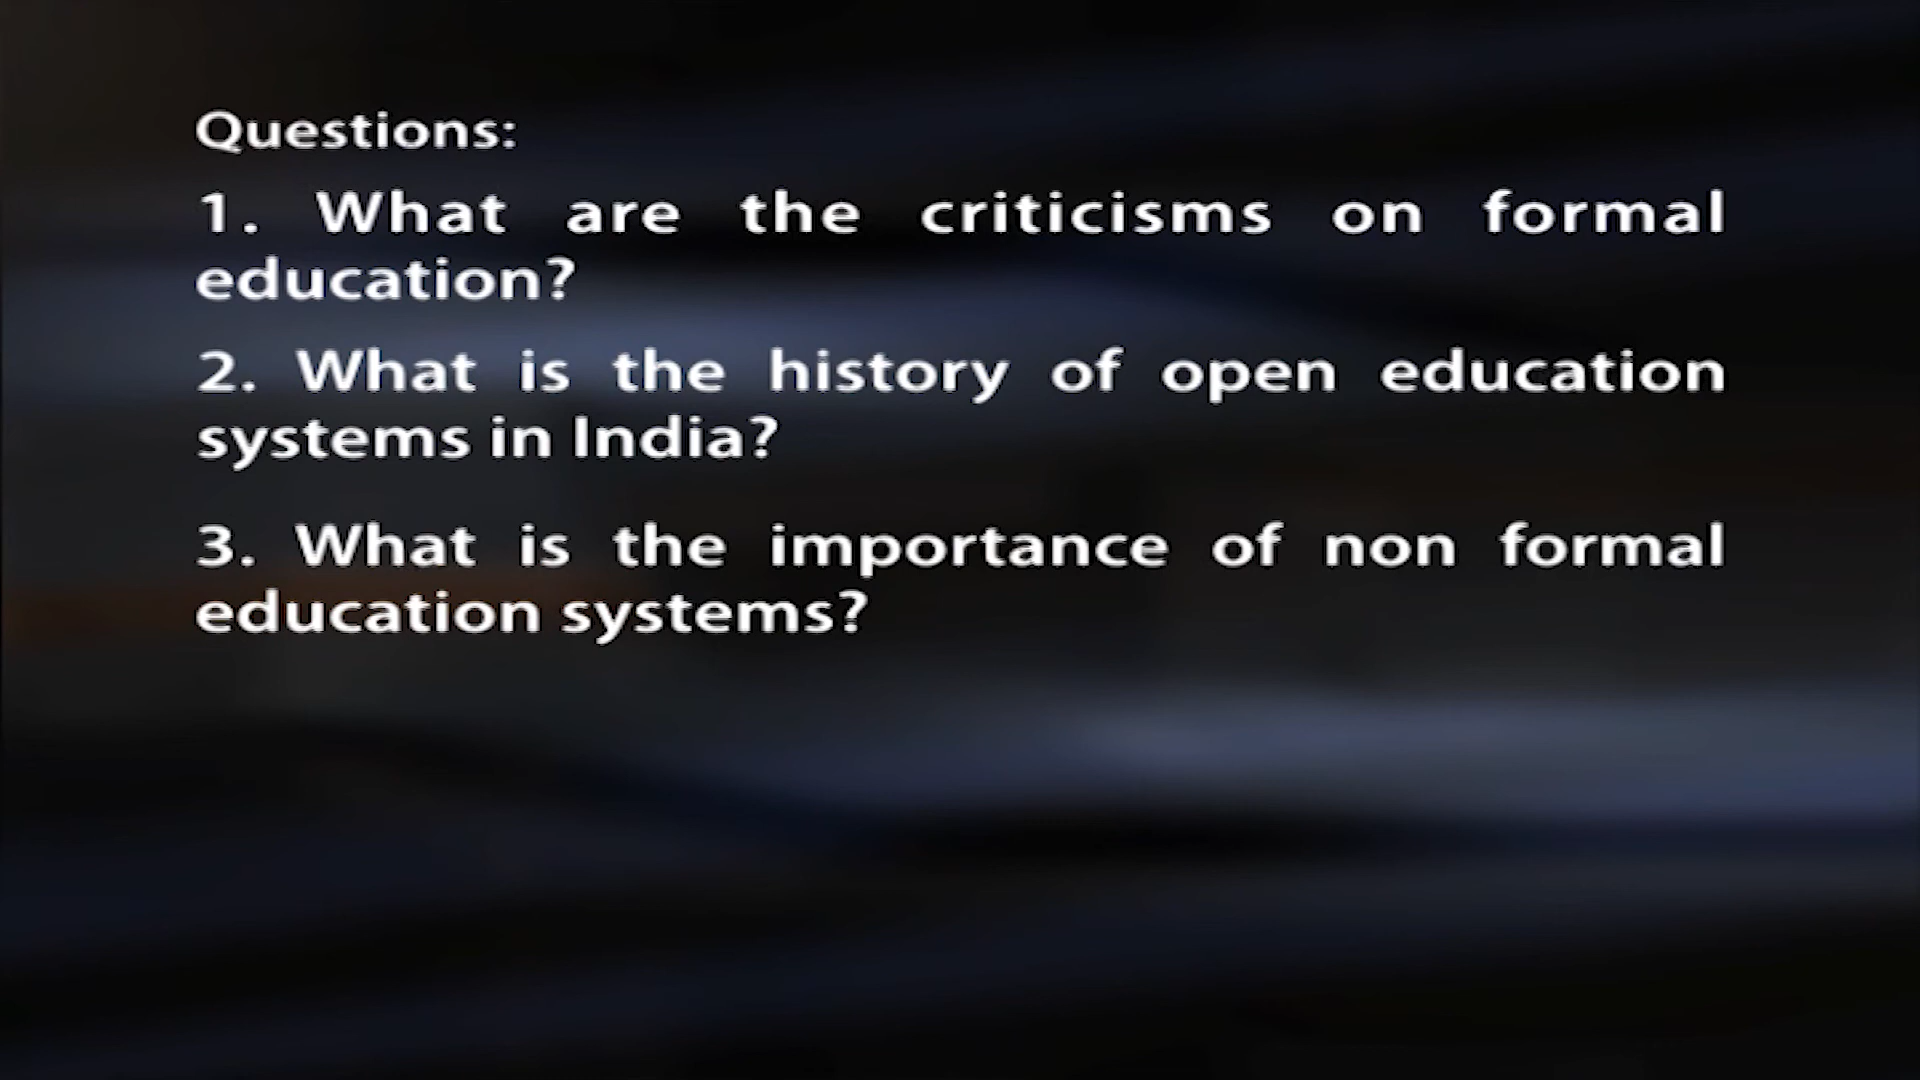 Questions:
1. What are the criticisms on formal
education?
2. What is the history of open education
systems in India?
3. What is the importance of non formal
education systems?